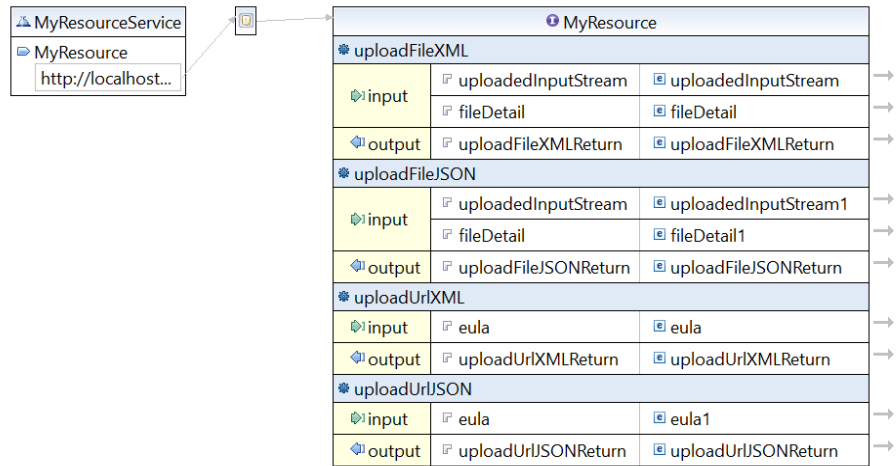 MyResourceService
MyResource
http://localhost...
MyResource
uploadFileXML
input
uploadedInputStream uploadedInputStream
fileDetail fileDetail
output uploadFileXMLReturn uploadFileXMLReturn
uploadFileJSON
input
uploadedInputStream uploadedInputStream1
fileDetail fileDetail1
output uploadFileJSONReturn uploadFileJSONReturn
uploadUrlXML
input eula eula
output uploadUrlXMLReturn uploadUrlXMLReturn
uploadUrlJSON
input eula eula1
output uploadUrlJSONReturn uploadUrlJSONReturn